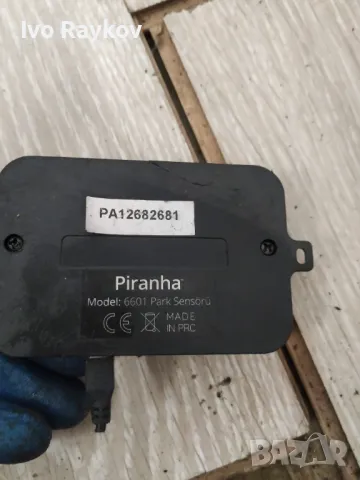 Ivo Raykov
PA12682681
Piranha
Model: 6601 Park Sensörü
CE MADE
IN PRC
BAZAR